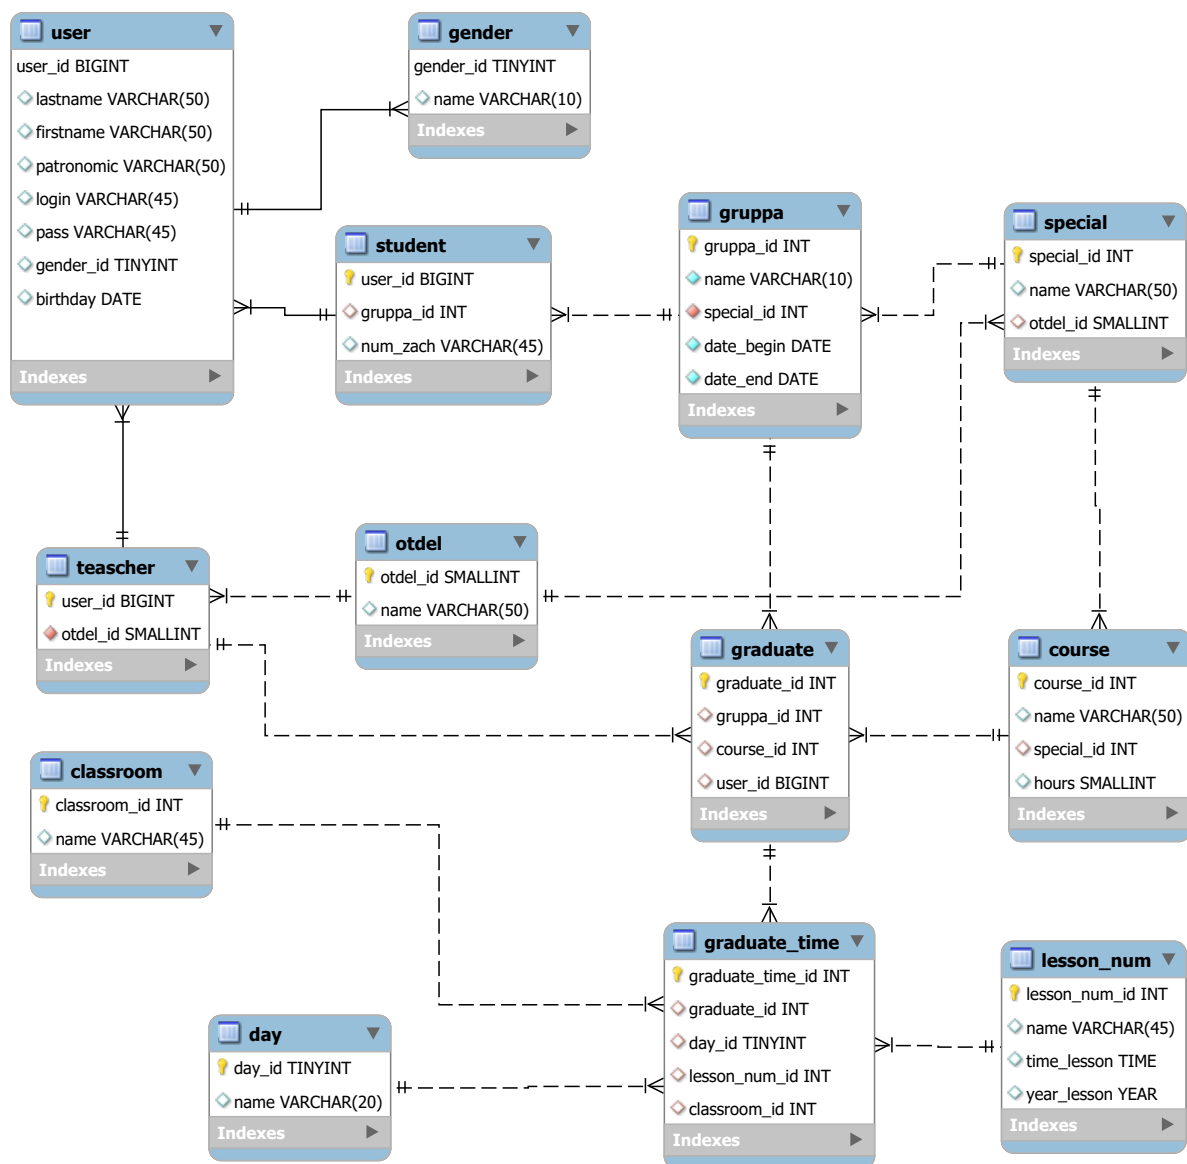 user
user_id BIGINT
lastname VARCHAR(50)
firstname VARCHAR(50)
patronomic VARCHAR(50)
login VARCHAR(45)
pass VARCHAR(45)
gender_id TINYINT
birthday DATE
Indexes
gender
gender_id TINYINT
name VARCHAR(10)
Indexes
student
user_id BIGINT
gruppa_id INT
num_zach VARCHAR(45)
Indexes
gruppa
gruppa_id INT
name VARCHAR(10)
special_id INT
date_begin DATE
date_end DATE
Indexes
special
special_id INT
name VARCHAR(50)
otdel_id SMALLINT
Indexes
teascher
user_id BIGINT
otdel_id SMALLINT
Indexes
otdel
otdel_id SMALLINT
name VARCHAR(50)
Indexes
graduate
graduate_id INT
gruppa_id INT
course_id INT
user_id BIGINT
Indexes
course
course_id INT
name VARCHAR(50)
special_id INT
hours SMALLINT
Indexes
classroom
classroom_id INT
name VARCHAR(45)
Indexes
day
day_id TINYINT
name VARCHAR(20)
Indexes
graduate_time
graduate_time_id INT
graduate_id INT
day_id TINYINT
lesson_num_id INT
classroom_id INT
Indexes
lesson_num
lesson_num_id INT
name VARCHAR(45)
time_lesson TIME
year_lesson YEAR
Indexes